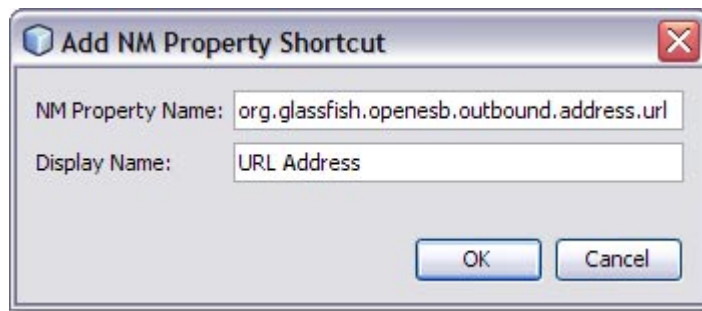 Add NM Property Shortcut
NM Property Name: org.glassfish.openesb.outbound.address.url
Display Name: URL Address
OK Cancel